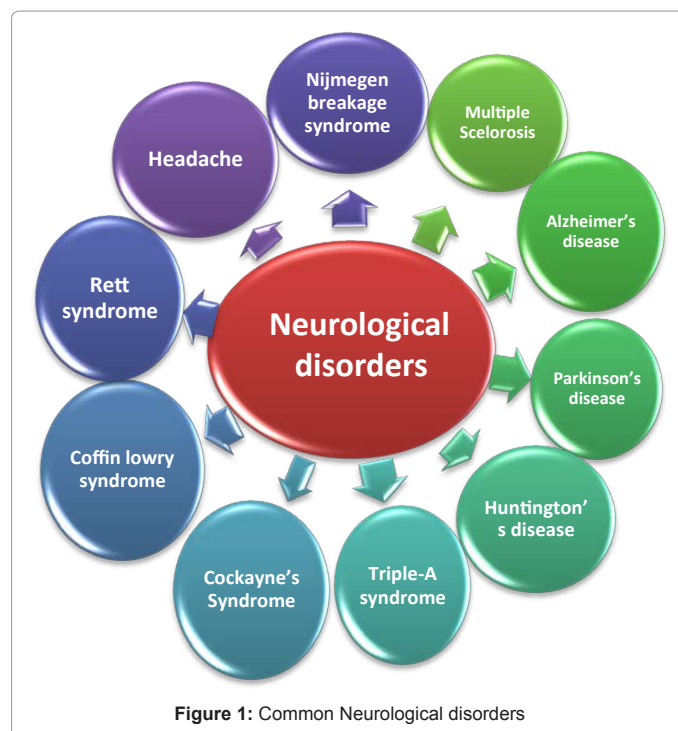 Nijmegen
breakage
syndrome
Multiple
Scelorosis
Headache
Alzheimer's
disease
Rett
syndrome
Neurological
disorders
Parkinson's
disease
Coffin lowry
syndrome
Huntington'
s disease
Cockayne's
Syndrome
Triple-A
syndrome
Figure 1: Common Neurological disorders